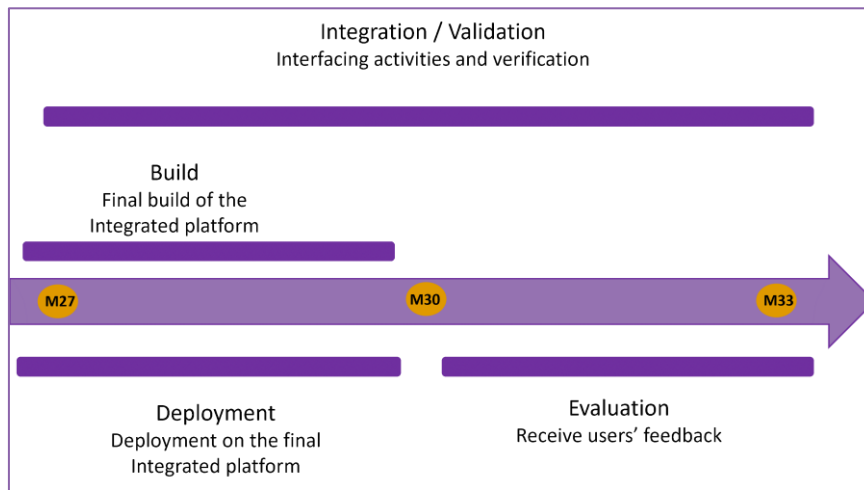 Integration / Validation
Interfacing activities and verification
Build
Final build of the
Integrated platform
M27
M30
M33
Deployment
Deployment on the final
Integrated platform
Evaluation
Receive users’ feedback